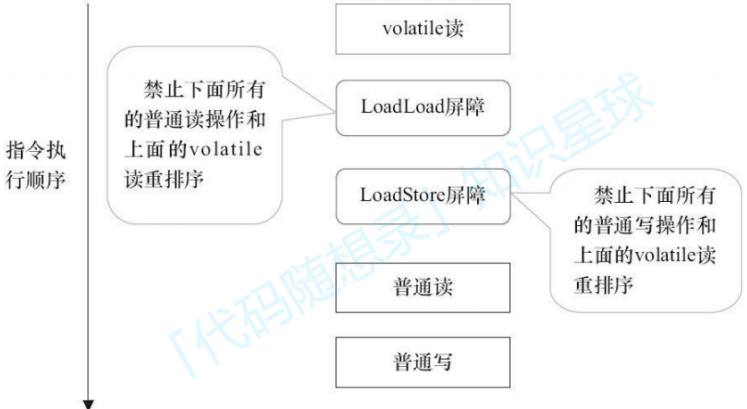 volatile读
禁止下面所有
的普通读操作和
上面的volatile
读重排序
LoadLoad屏障
指令执
行顺序
LoadStore屏障
禁止下面所有
的普通写操作和
上面的volatile读
重排序
普通读
普通写
「代码随想录」知识星球